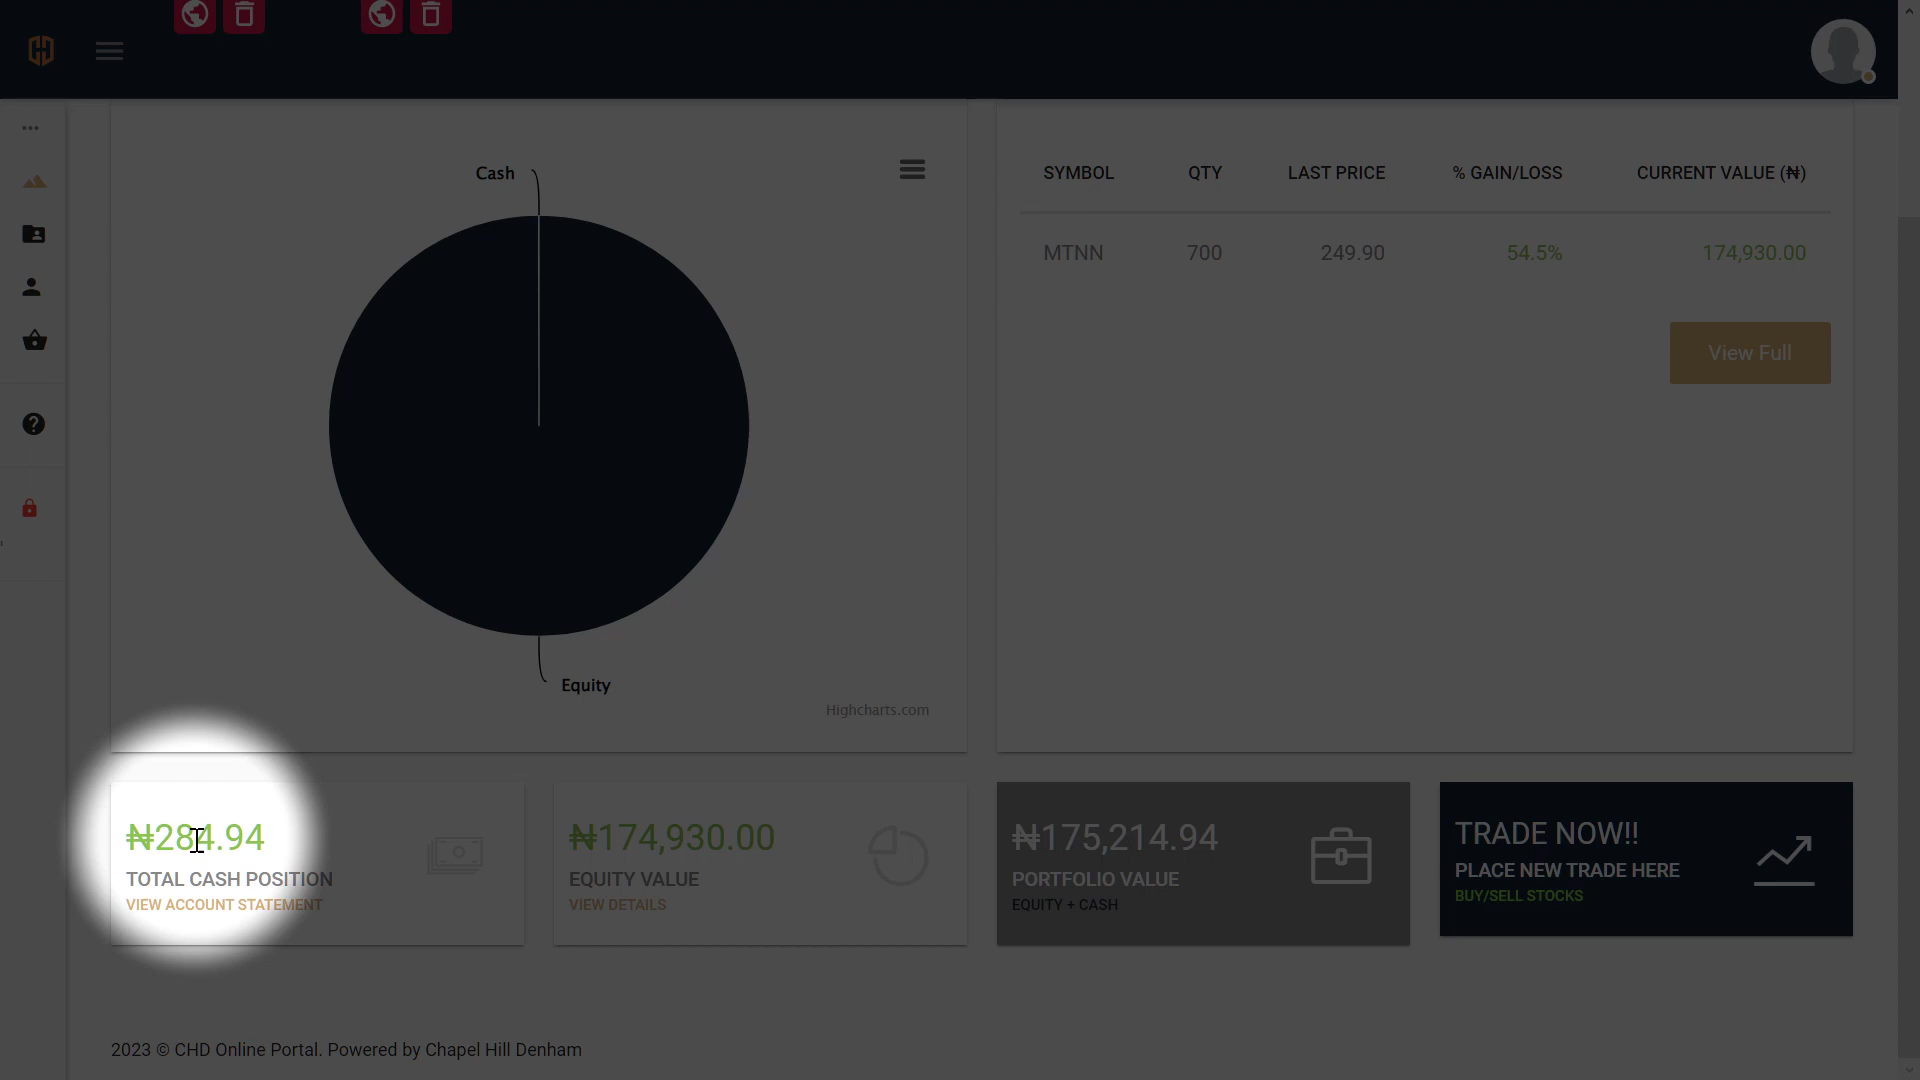 Cash
Equity
Highcharts.com
SYMBOL QTY LAST PRICE % GAIN/LOSS CURRENT VALUE (₦)
MTNN 700 249.90 54.5% 174,930.00
View Full
₦284.94
TOTAL CASH POSITION
VIEW ACCOUNT STATEMENT
₦174,930.00
EQUITY VALUE
VIEW DETAILS
₦175,214.94
PORTFOLIO VALUE
EQUITY + CASH
TRADE NOW!!
PLACE NEW TRADE HERE
BUY/SELL STOCKS
2023 © CHD Online Portal. Powered by Chapel Hill Denham